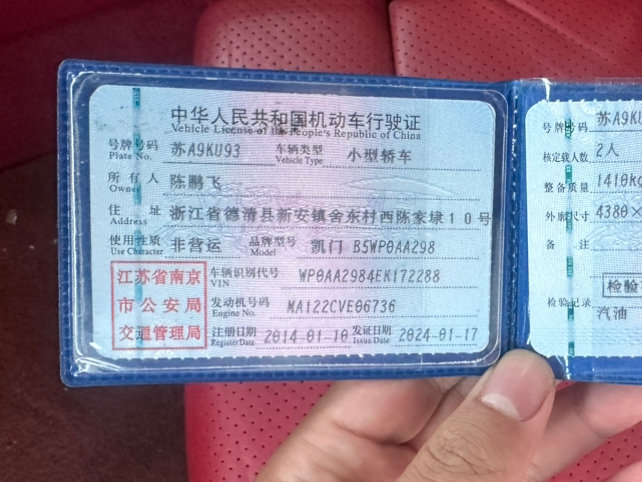 中华人民共和国机动车行驶证
Vehicle License of the People's Republic of China
号牌号码 苏A9KU93 车辆类型 小型轿车
Plate No. Vehicle Type
所有人 陈鹏飞
Owner
住址 浙江省德清县新安镇舍东村西陈家埭10号
Address
使用性质 非营运 品牌型号 凯门 B5WP0AA298
Use Character Model
江苏省南京
市公安局
交通管理局
车辆识别代号 WP0AA2984EK172288
VIN
发动机号码 MA122CVE06736
Engine No.
注册日期 2014-01-10 发证日期 2024-01-17
Register Date Issue Date
号牌号码 苏A9KU
核定载人数 2人
整备质量 1410kg
外廓尺寸 4380×
备注
检验
检验记录
汽油